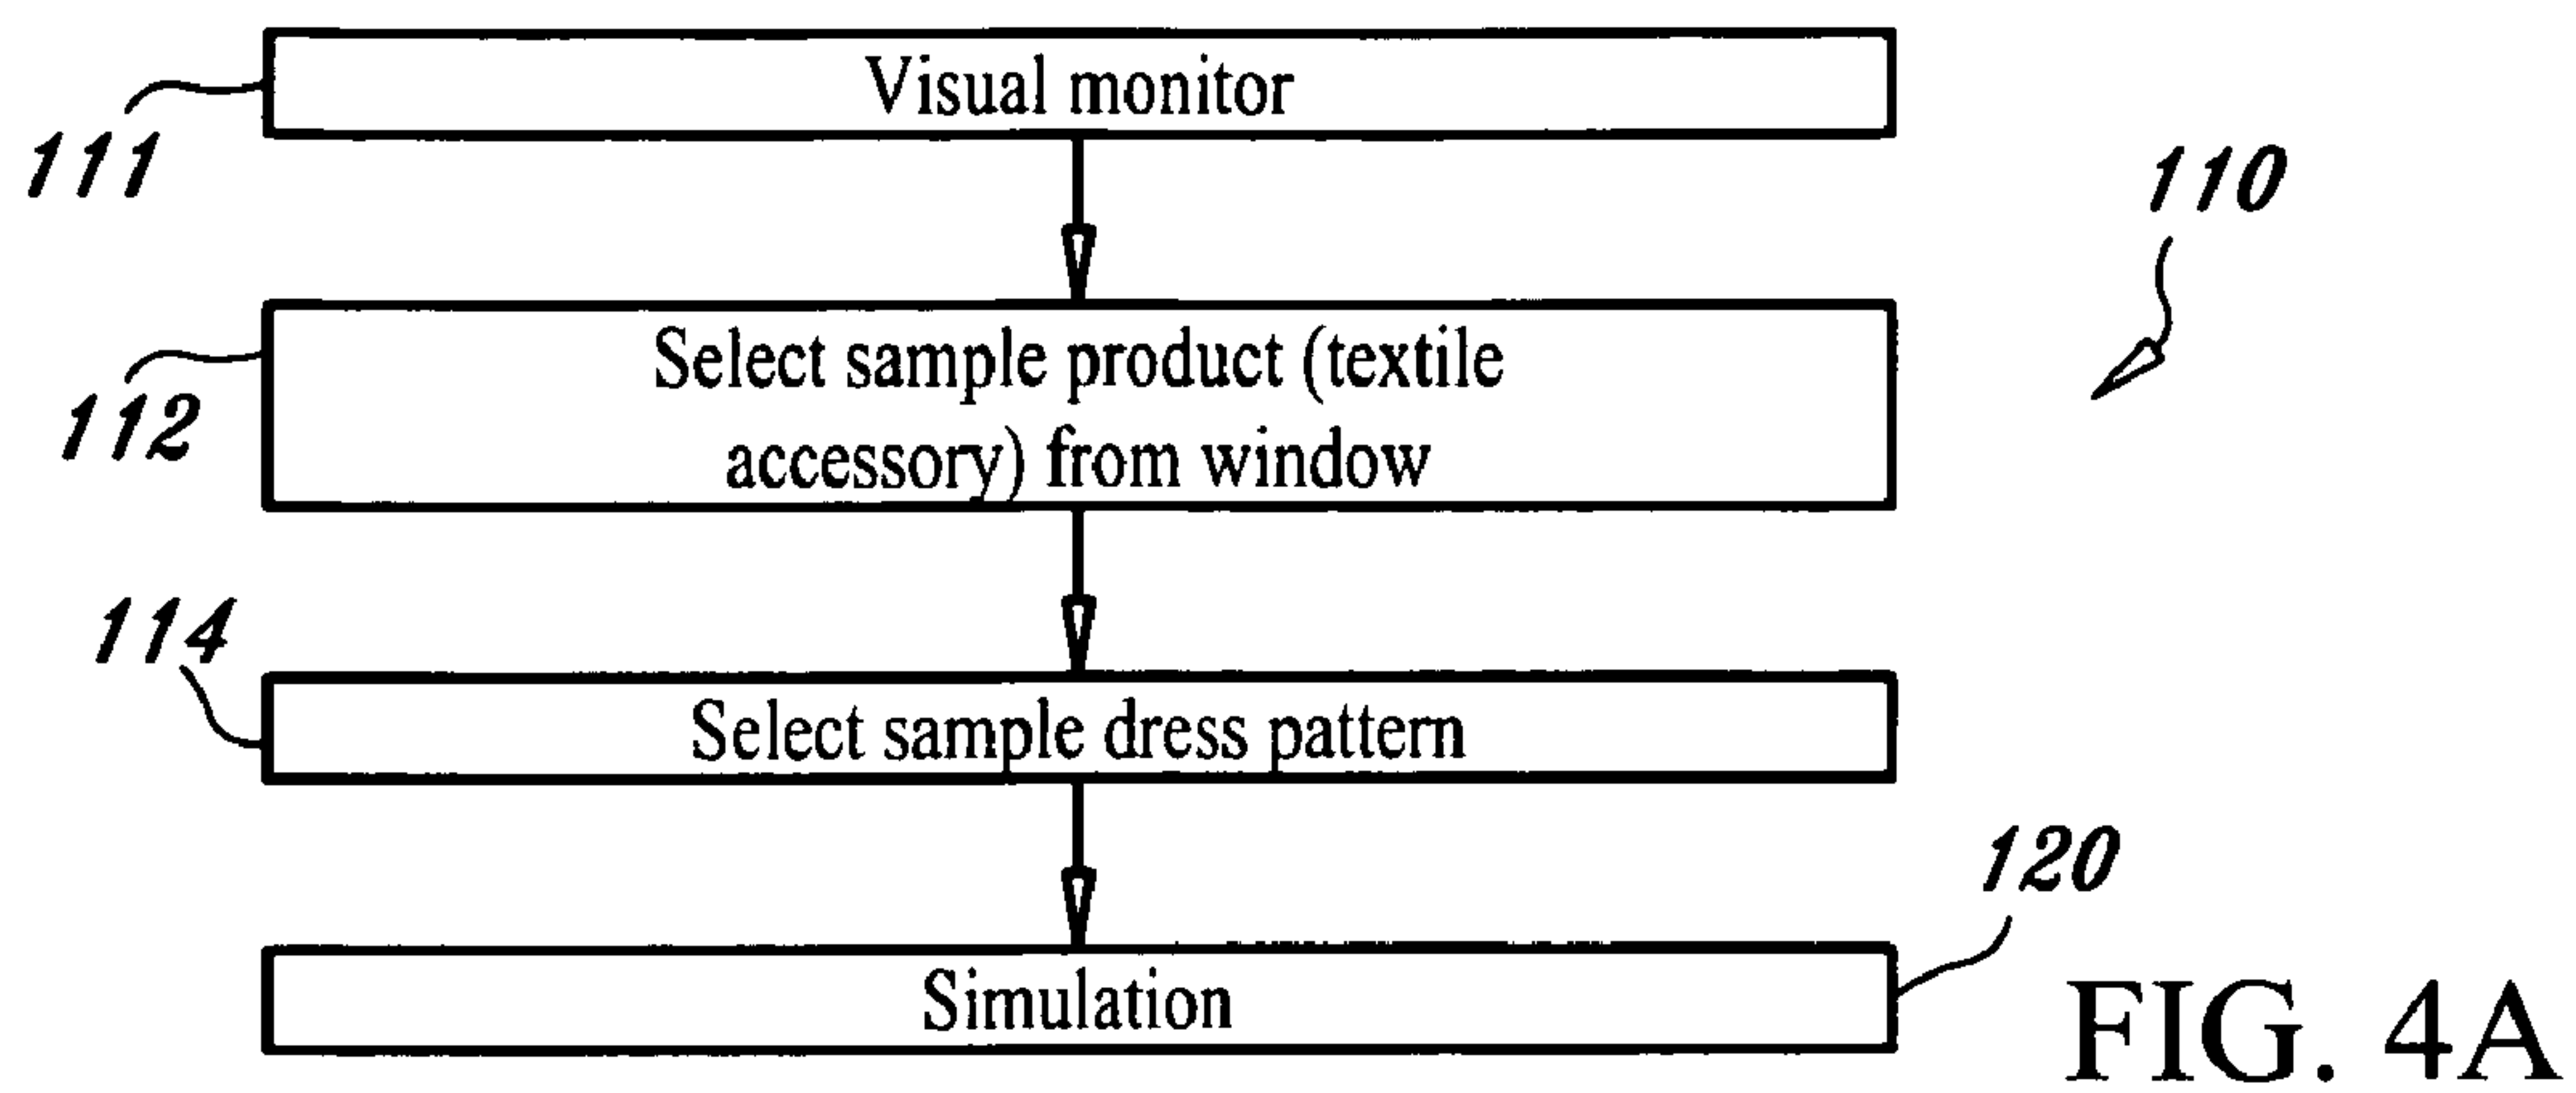 Visual monitor
111
110
Select sample product (textile
accessory) from window
112
114
Select sample dress pattern
120
Simulation
FIG. 4A